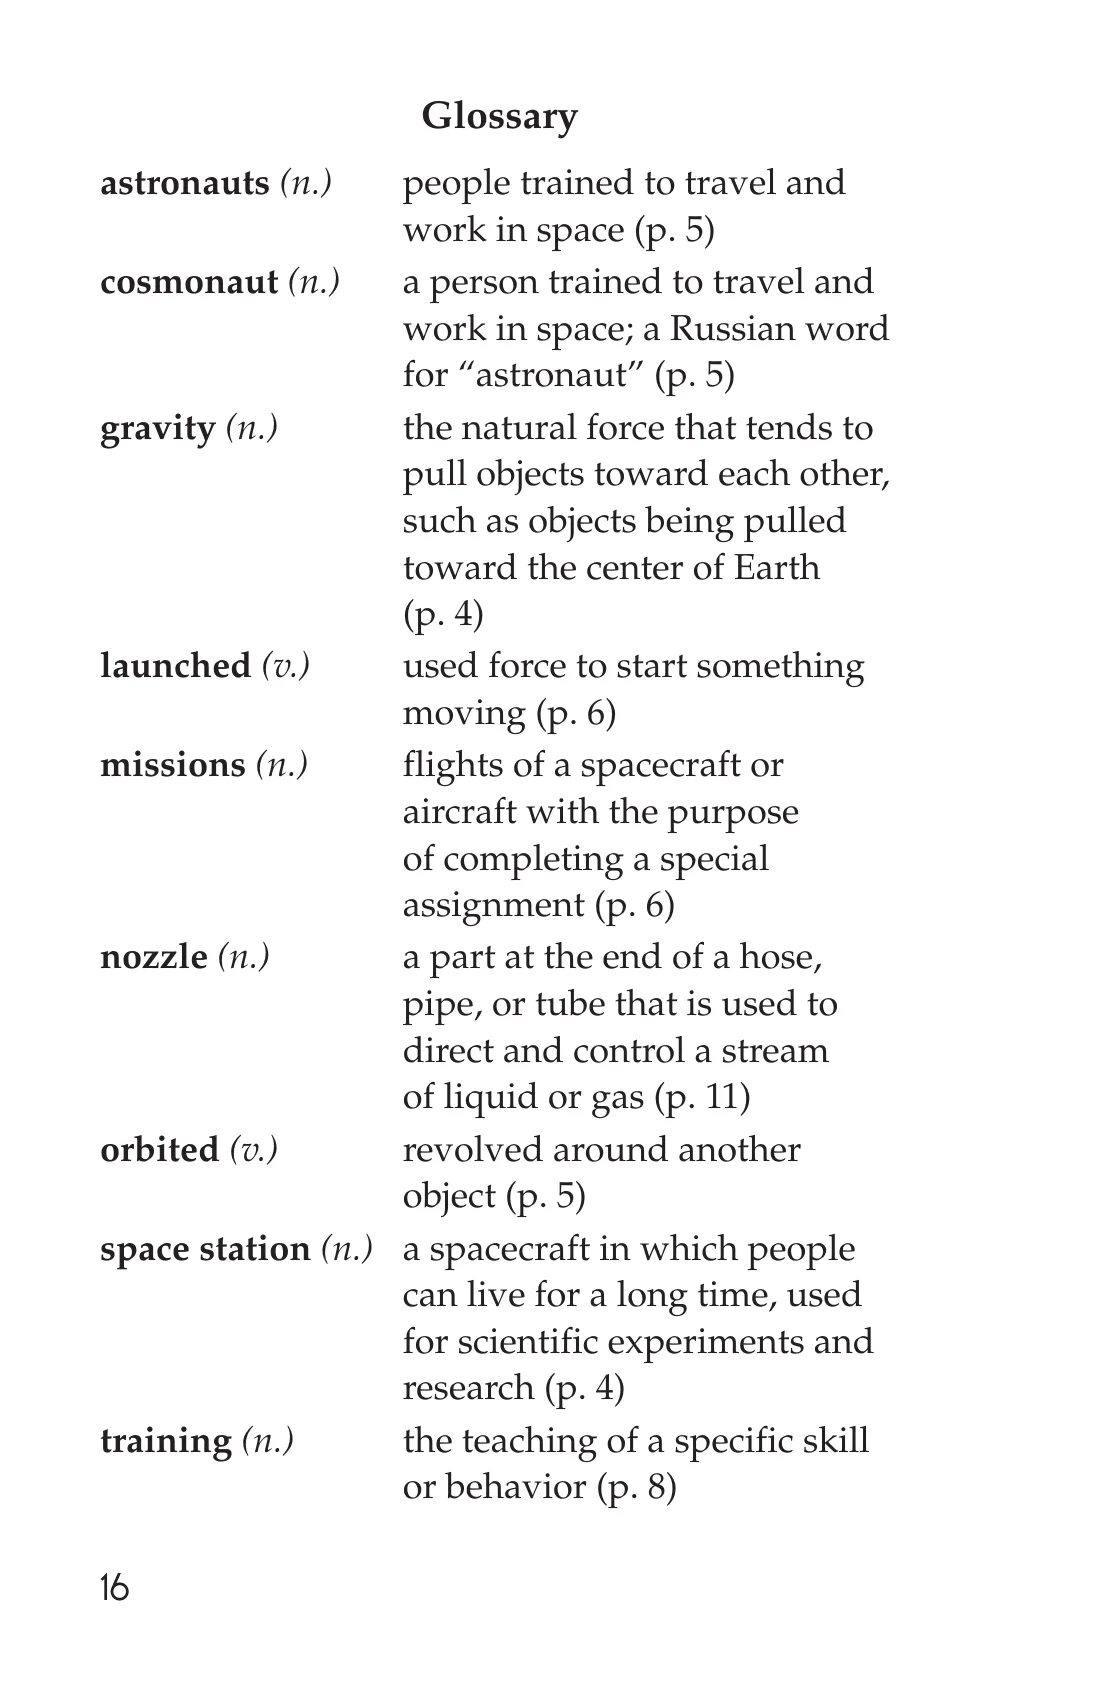 Glossary
astronauts (n.) people trained to travel and
work in space (p. 5)
cosmonaut (n.) a person trained to travel and
work in space; a Russian word
for “astronaut” (p. 5)
gravity (n.) the natural force that tends to
pull objects toward each other,
such as objects being pulled
toward the center of Earth
(p. 4)
launched (v.) used force to start something
moving (p. 6)
missions (n.) flights of a spacecraft or
aircraft with the purpose
of completing a special
assignment (p. 6)
nozzle (n.) a part at the end of a hose,
pipe, or tube that is used to
direct and control a stream
of liquid or gas (p. 11)
orbited (v.) revolved around another
object (p. 5)
space station (n.) a spacecraft in which people
can live for a long time, used
for scientific experiments and
research (p. 4)
training (n.) the teaching of a specific skill
or behavior (p. 8)
16